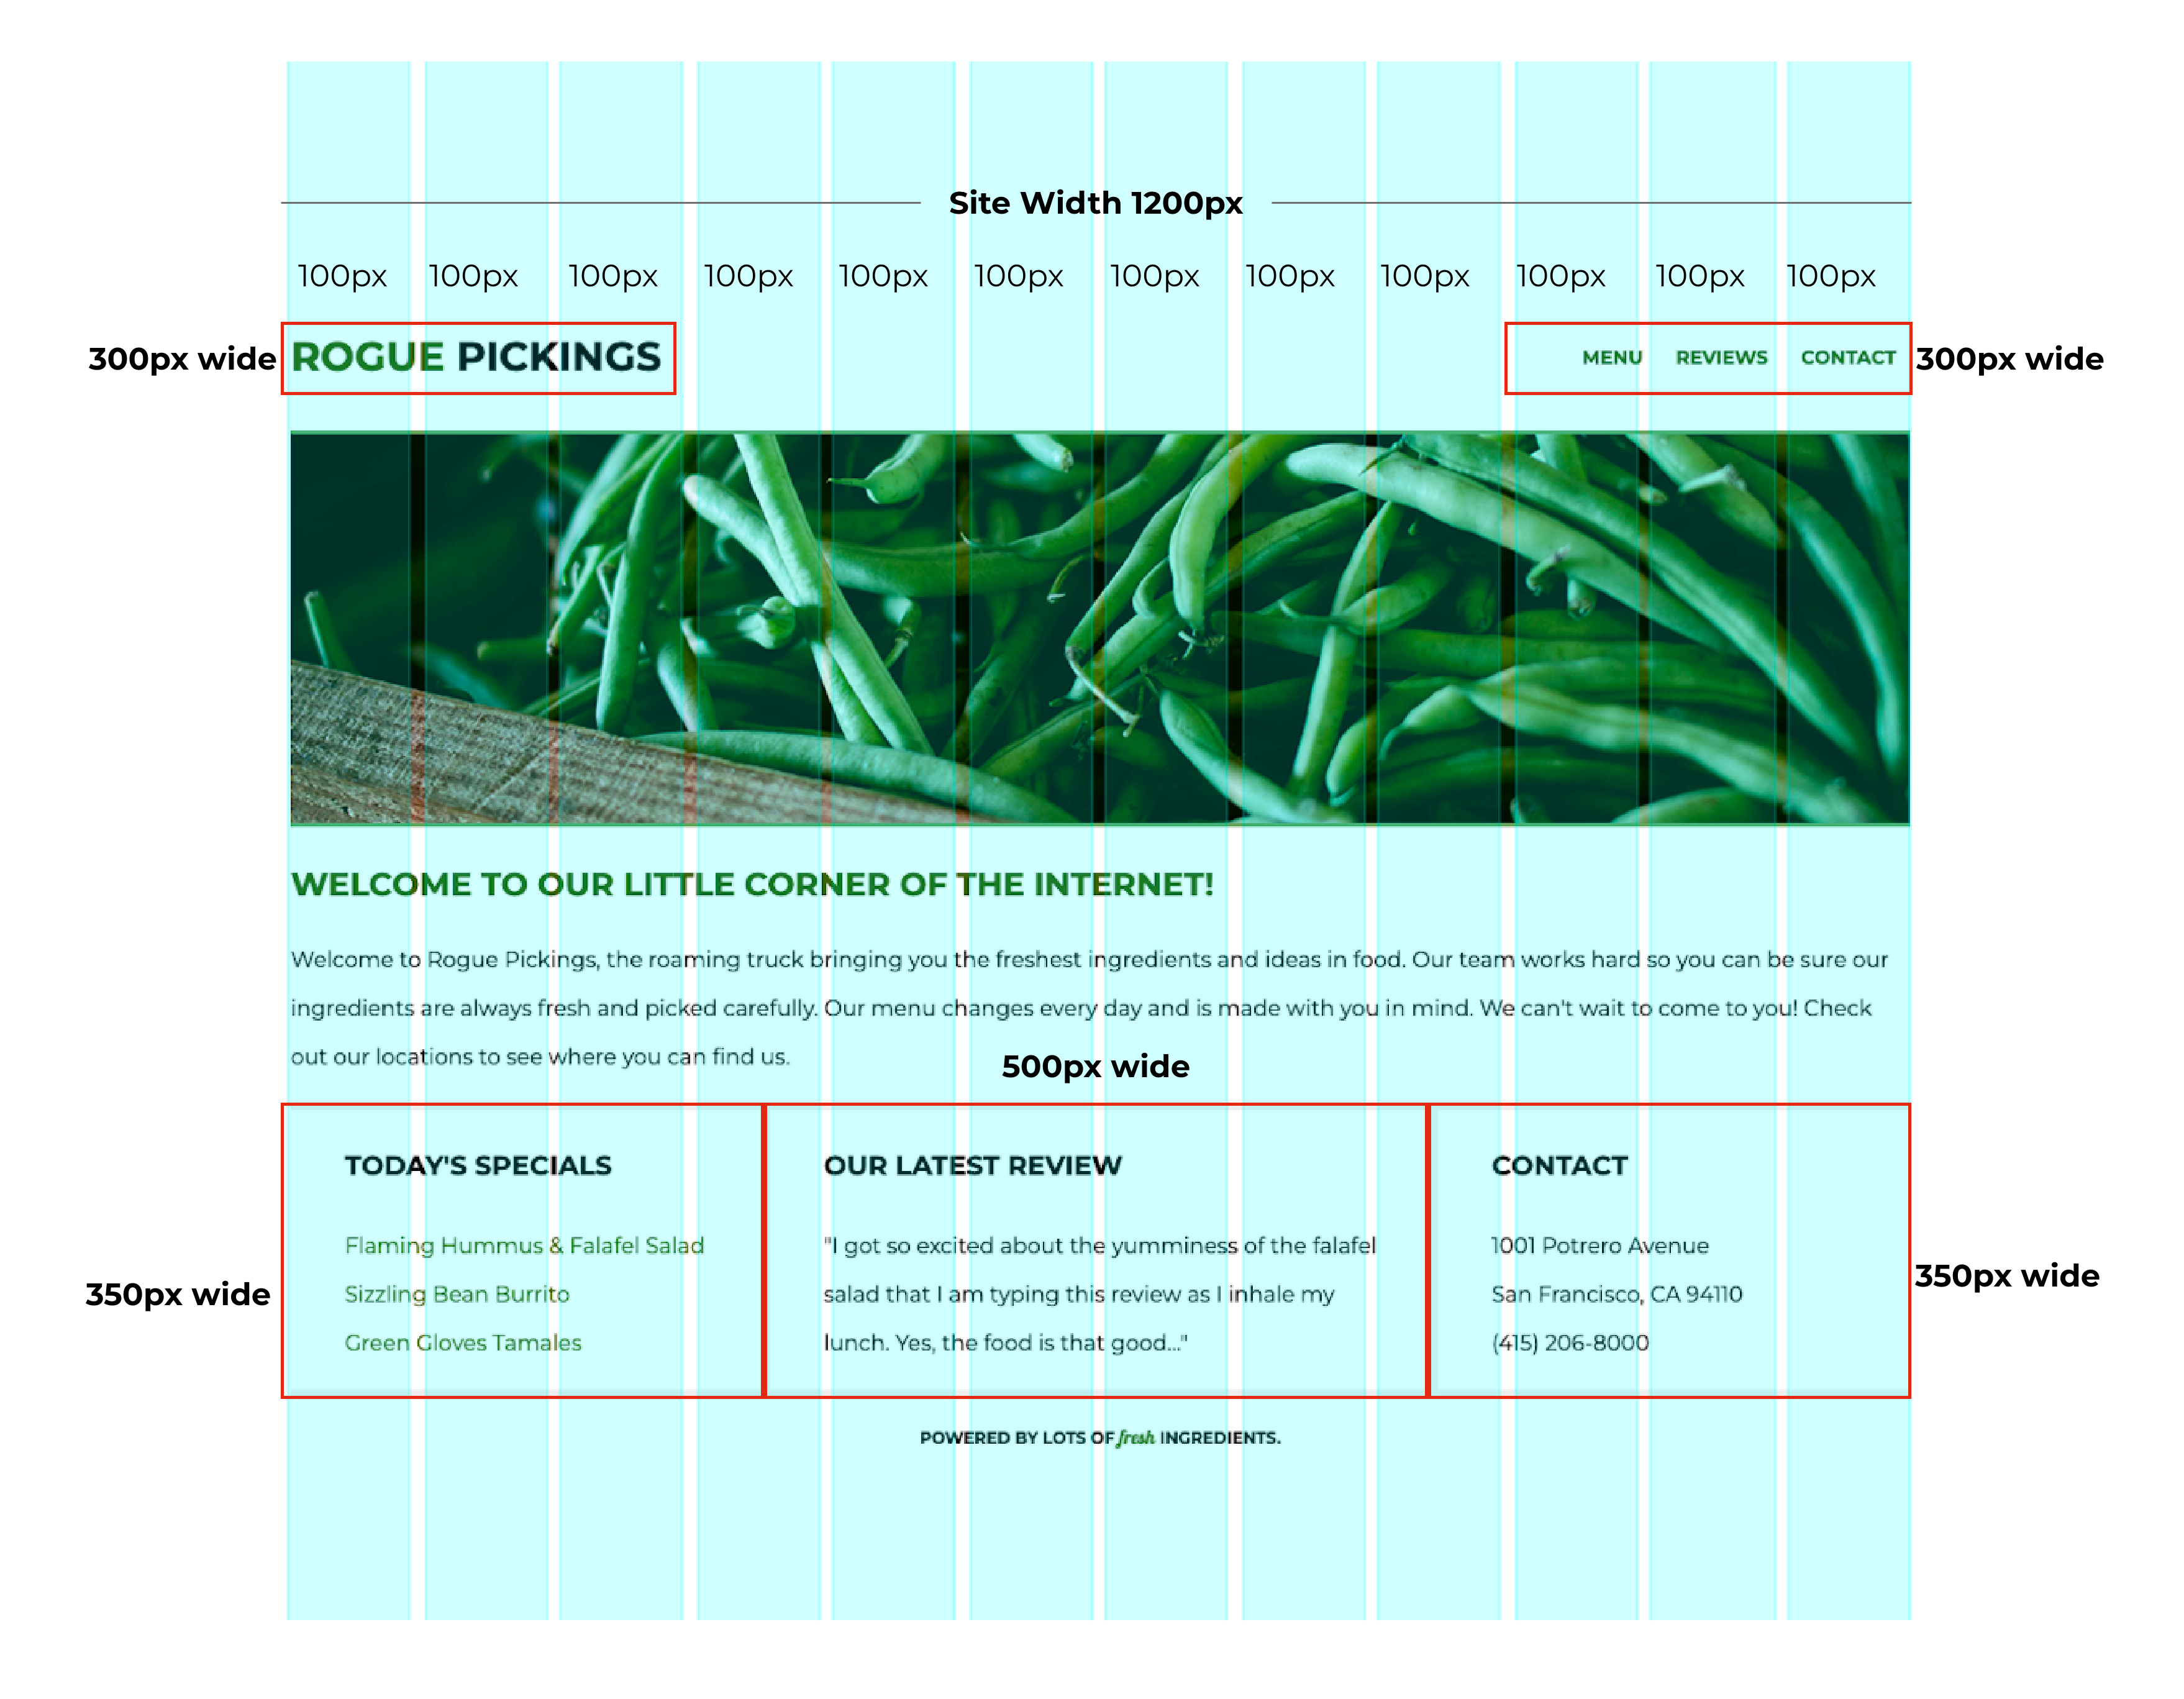 Site Width 1200px
100px 100px 100px 100px 100px 100px 100px 100px 100px 100px 100px 100px
300px wide ROGUE PICKINGS MENU REVIEWS CONTACT 300px wide
WELCOME TO OUR LITTLE CORNER OF THE INTERNET!
Welcome to Rogue Pickings, the roaming truck bringing you the freshest ingredients and ideas in food. Our team works hard so you can be sure our
ingredients are always fresh and picked carefully. Our menu changes every day and is made with you in mind. We can't wait to come to you! Check
out our locations to see where you can find us.
500px wide
350px wide
TODAY'S SPECIALS
Flaming Hummus & Falafel Salad
Sizzling Bean Burrito
Green Gloves Tamales
OUR LATEST REVIEW
"I got so excited about the yumminess of the falafel
salad that I am typing this review as I inhale my
lunch. Yes, the food is that good..."
CONTACT
1001 Potrero Avenue
San Francisco, CA 94110
(415) 206-8000
350px wide
POWERED BY LOTS OF fresh INGREDIENTS.